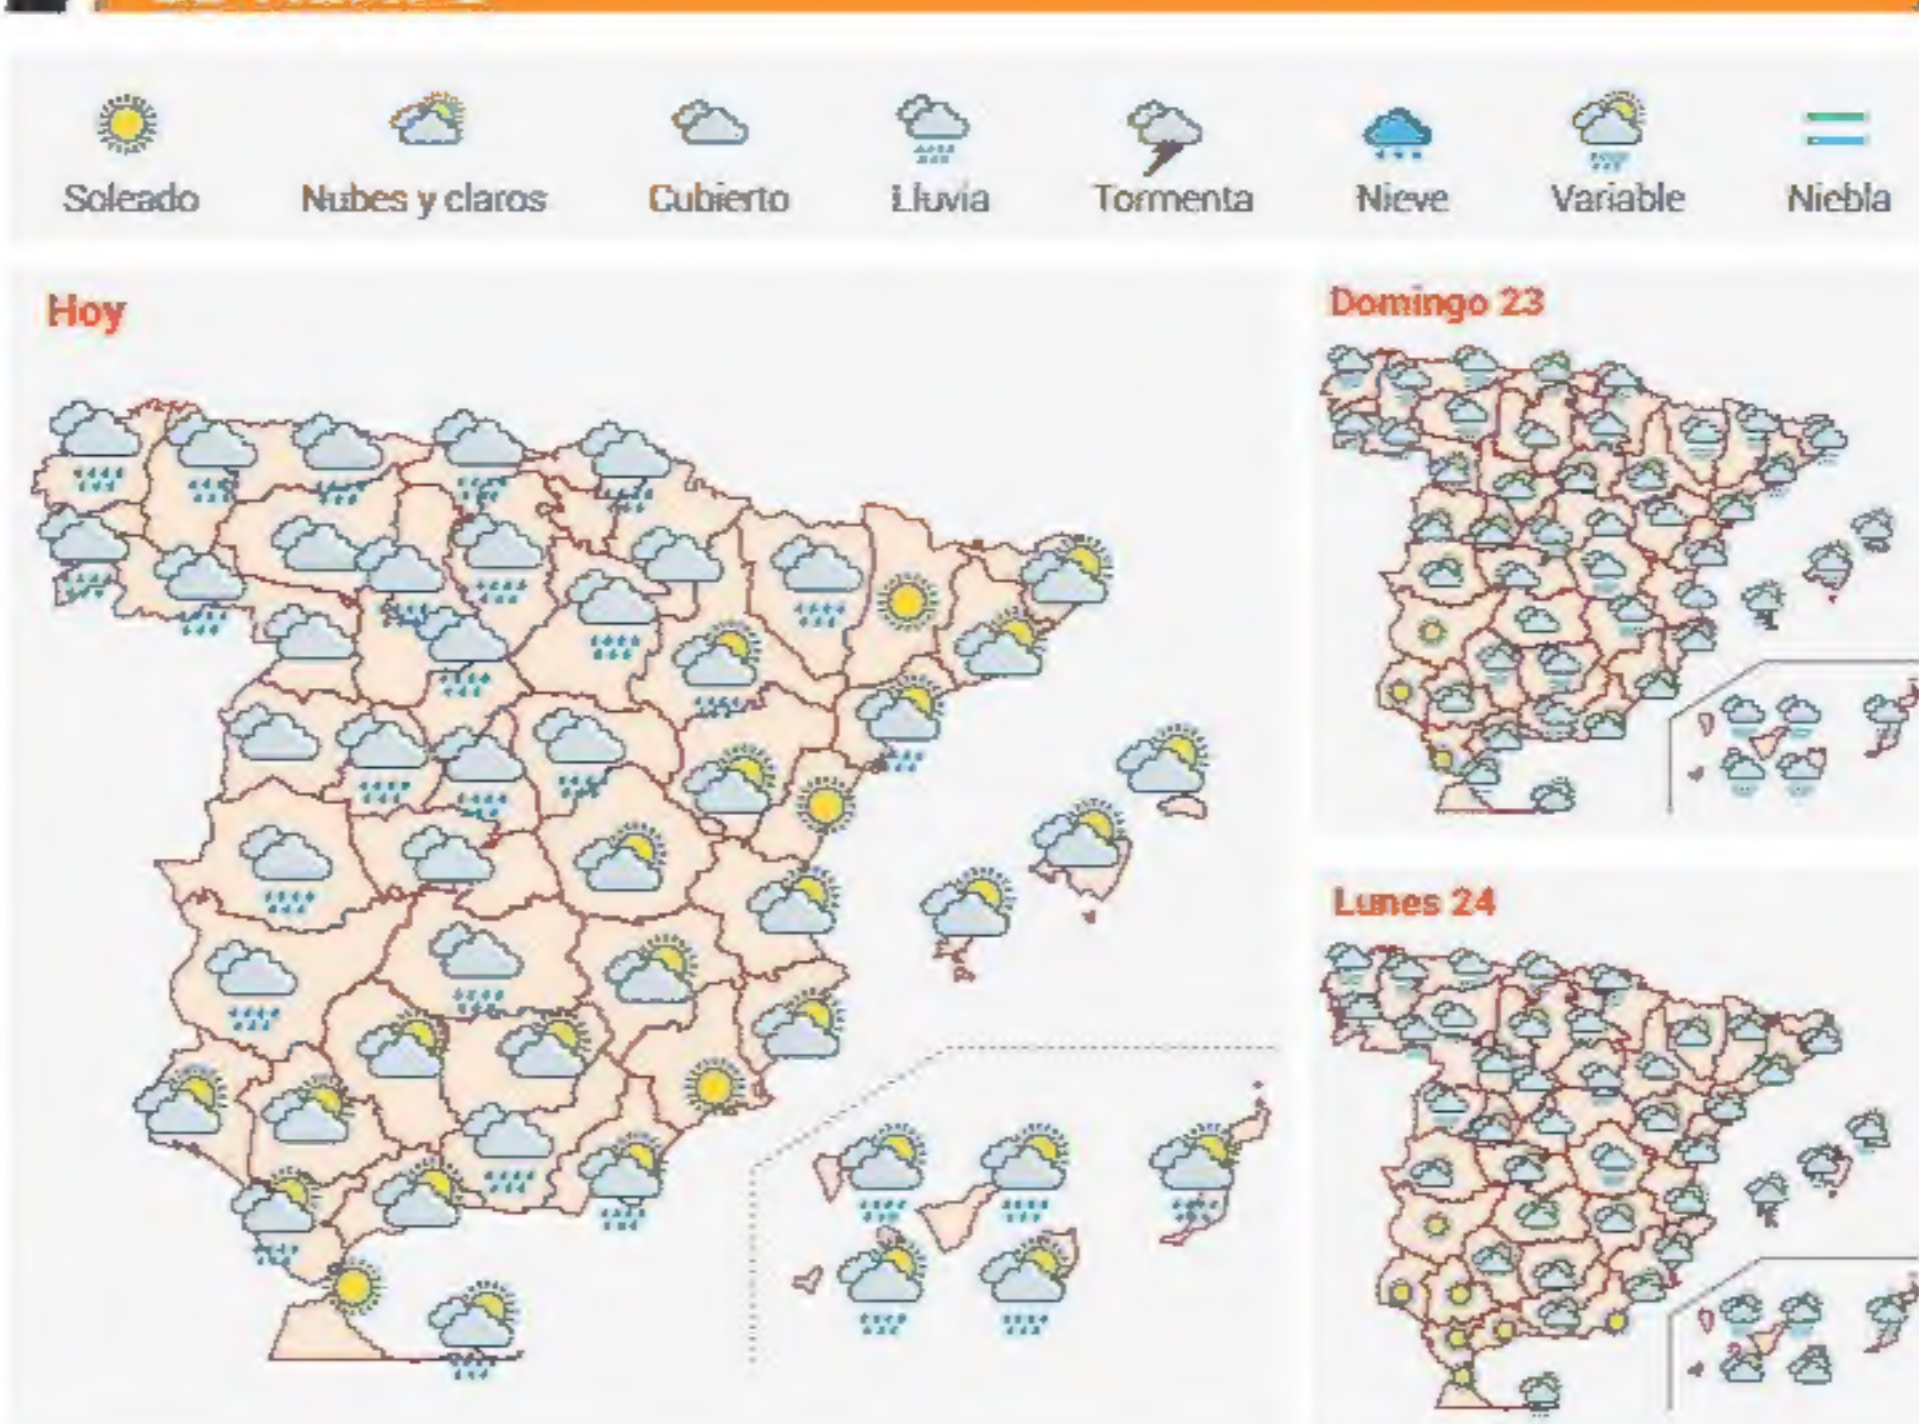 Soleado
Nubes y claros
Cubierto
Lluvia
Tormenta
Nieve
Variable
Niebla
Hoy
Domingo 23
Lunes 24